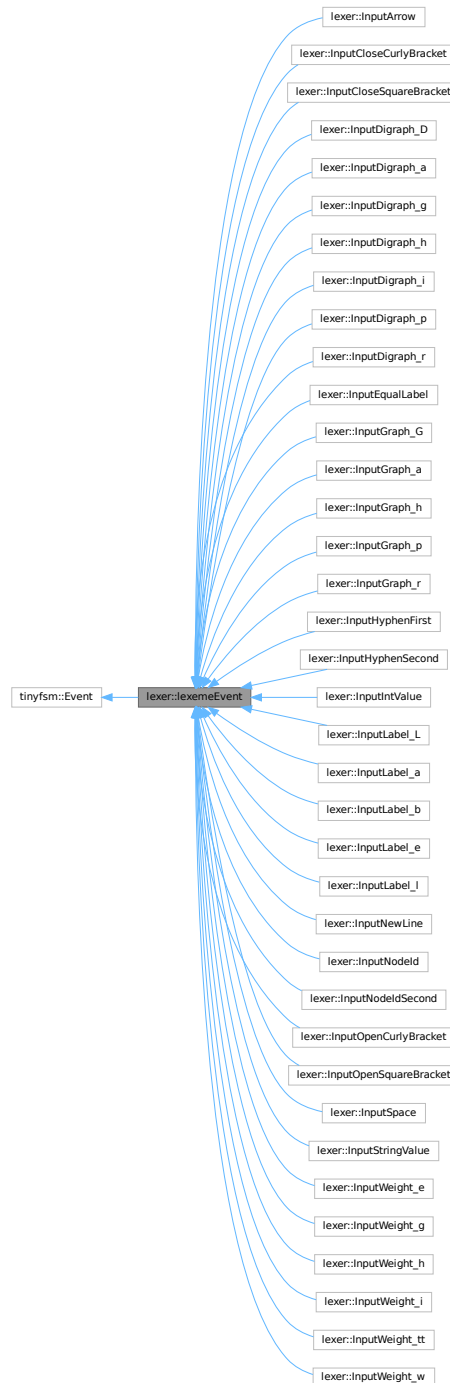 lexer::InputArrow
lexer::InputCloseCurlyBracket
lexer::InputCloseSquareBracket
lexer::InputDigraph_D
lexer::InputDigraph_a
lexer::InputDigraph_g
lexer::InputDigraph_h
lexer::InputDigraph_i
lexer::InputDigraph_p
lexer::InputDigraph_r
lexer::InputEqualLabel
lexer::InputGraph_G
lexer::InputGraph_a
lexer::InputGraph_h
lexer::InputGraph_p
lexer::InputGraph_r
lexer::InputHyphenFirst
lexer::InputHyphenSecond
tinyfsm::Event
lexer::lexemeEvent
lexer::InputIntValue
lexer::InputLabel_L
lexer::InputLabel_a
lexer::InputLabel_b
lexer::InputLabel_e
lexer::InputLabel_l
lexer::InputNewLine
lexer::InputNodeId
lexer::InputNodeIdSecond
lexer::InputOpenCurlyBracket
lexer::InputOpenSquareBracket
lexer::InputSpace
lexer::InputStringValue
lexer::InputWeight_e
lexer::InputWeight_g
lexer::InputWeight_h
lexer::InputWeight_i
lexer::InputWeight_tt
lexer::InputWeight_w